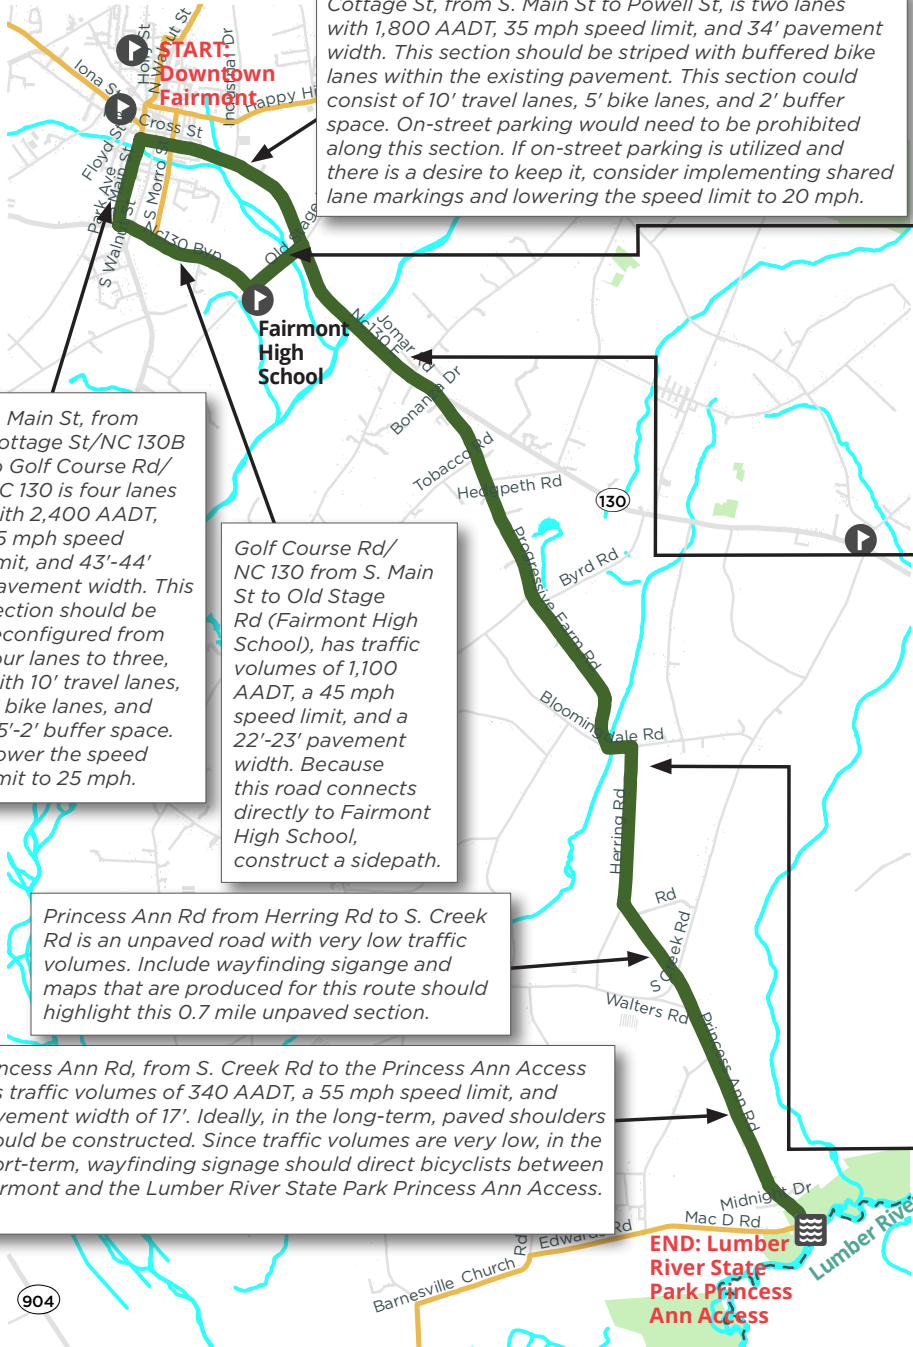 Cottage St, from S. Main St to Powell St, is two lanes
with 1,800 AADT, 35 mph speed limit, and 34' pavement
width. This section should be striped with buffered bike
lanes within the existing pavement. This section could
consist of 10' travel lanes, 5' bike lanes, and 2' buffer
space. On-street parking would need to be prohibited
along this section. If on-street parking is utilized and
there is a desire to keep it, consider implementing shared
lane markings and lowering the speed limit to 20 mph.
START:
Downtown
Fairmont
Iona St
Holly St
N Walnut St
Industrial Dr
Happy Hi
Cross St
Floyd St
Park Ave
Main St
S Morro St
S Walnut St
Nc130 Byp
Old Stage
Fairmont
High
School
Nc130 E
Jomar Rd
Bonanza Dr
Tobacco Rd
Hedgpeth Rd
130
Progressive Farm Rd
Byrd Rd
Main St, from
ottage St/NC 130B
o Golf Course Rd/
C 130 is four lanes
ith 2,400 AADT,
5 mph speed
mit, and 43'-44'
avement width. This
ection should be
econfigured from
our lanes to three,
ith 10' travel lanes,
bike lanes, and
5'-2' buffer space.
ower the speed
mit to 25 mph.
Golf Course Rd/
NC 130 from S. Main
St to Old Stage
Rd (Fairmont High
School), has traffic
volumes of 1,100
AADT, a 45 mph
speed limit, and a
22'-23' pavement
width. Because
this road connects
directly to Fairmont
High School,
construct a sidepath.
Bloomingdale Rd
Herring Rd
Rd
S Creek Rd
Walters Rd
Princess Ann Rd
Princess Ann Rd from Herring Rd to S. Creek
Rd is an unpaved road with very low traffic
volumes. Include wayfinding sigange and
maps that are produced for this route should
highlight this 0.7 mile unpaved section.
ncess Ann Rd, from S. Creek Rd to the Princess Ann Access
s traffic volumes of 340 AADT, a 55 mph speed limit, and
vement width of 17'. Ideally, in the long-term, paved shoulders
ould be constructed. Since traffic volumes are very low, in the
ort-term, wayfinding signage should direct bicyclists between
irmont and the Lumber River State Park Princess Ann Access.
Midnight Dr
Mac D Rd
Edwards Rd
Barnesville Church Rd
Lumber River
END: Lumber
River State
Park Princess
Ann Access
904